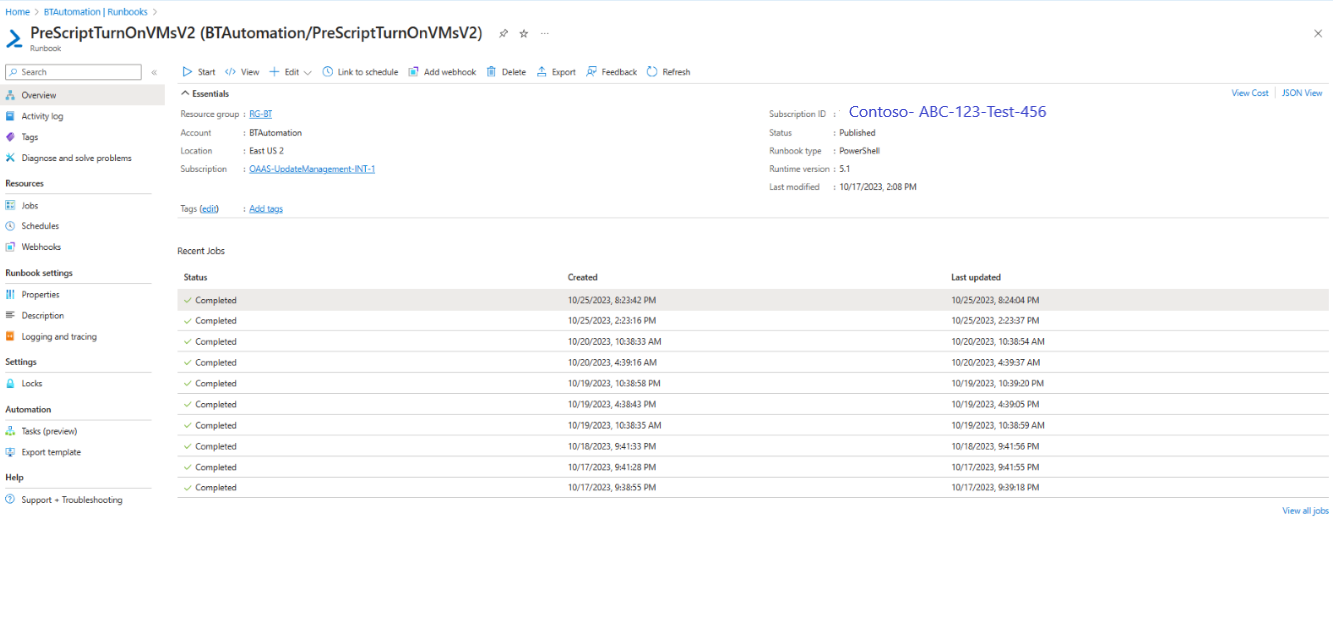 Home > BTAutomation | Runbooks >
PreScriptTurnOnVMsV2 (BTAutomation/PreScriptTurnOnVMsV2) ...
Runbook
Search «
Start View Edit Link to schedule Add webhook Delete Export Feedback Refresh
Overview
Activity log
Tags
Diagnose and solve problems
Resources
Jobs
Schedules
Webhooks
Runbook settings
Properties
Description
Logging and tracing
Settings
Locks
Automation
Tasks (preview)
Export template
Help
Support + Troubleshooting
Essentials
View Cost | JSON View
Resource group : RG-BT
Account : BTAutomation
Location : East US 2
Subscription : OAAS-UpdateManagement-INT-1
Tags (edit) : Add tags
Subscription ID : Contoso- ABC-123-Test-456
Status : Published
Runbook type : PowerShell
Runtime version : 5.1
Last modified : 10/17/2023, 2:08 PM
Recent Jobs
Status Created Last updated
Completed 10/25/2023, 8:23:42 PM 10/25/2023, 8:24:04 PM
Completed 10/25/2023, 2:23:16 PM 10/25/2023, 2:23:37 PM
Completed 10/20/2023, 10:38:33 AM 10/20/2023, 10:38:54 AM
Completed 10/20/2023, 4:39:16 AM 10/20/2023, 4:39:37 AM
Completed 10/19/2023, 10:38:58 PM 10/19/2023, 10:39:20 PM
Completed 10/19/2023, 4:38:43 PM 10/19/2023, 4:39:05 PM
Completed 10/19/2023, 10:38:35 AM 10/19/2023, 10:38:59 AM
Completed 10/18/2023, 9:41:33 PM 10/18/2023, 9:41:56 PM
Completed 10/17/2023, 9:41:28 PM 10/17/2023, 9:41:55 PM
Completed 10/17/2023, 9:38:55 PM 10/17/2023, 9:39:18 PM
View all jobs